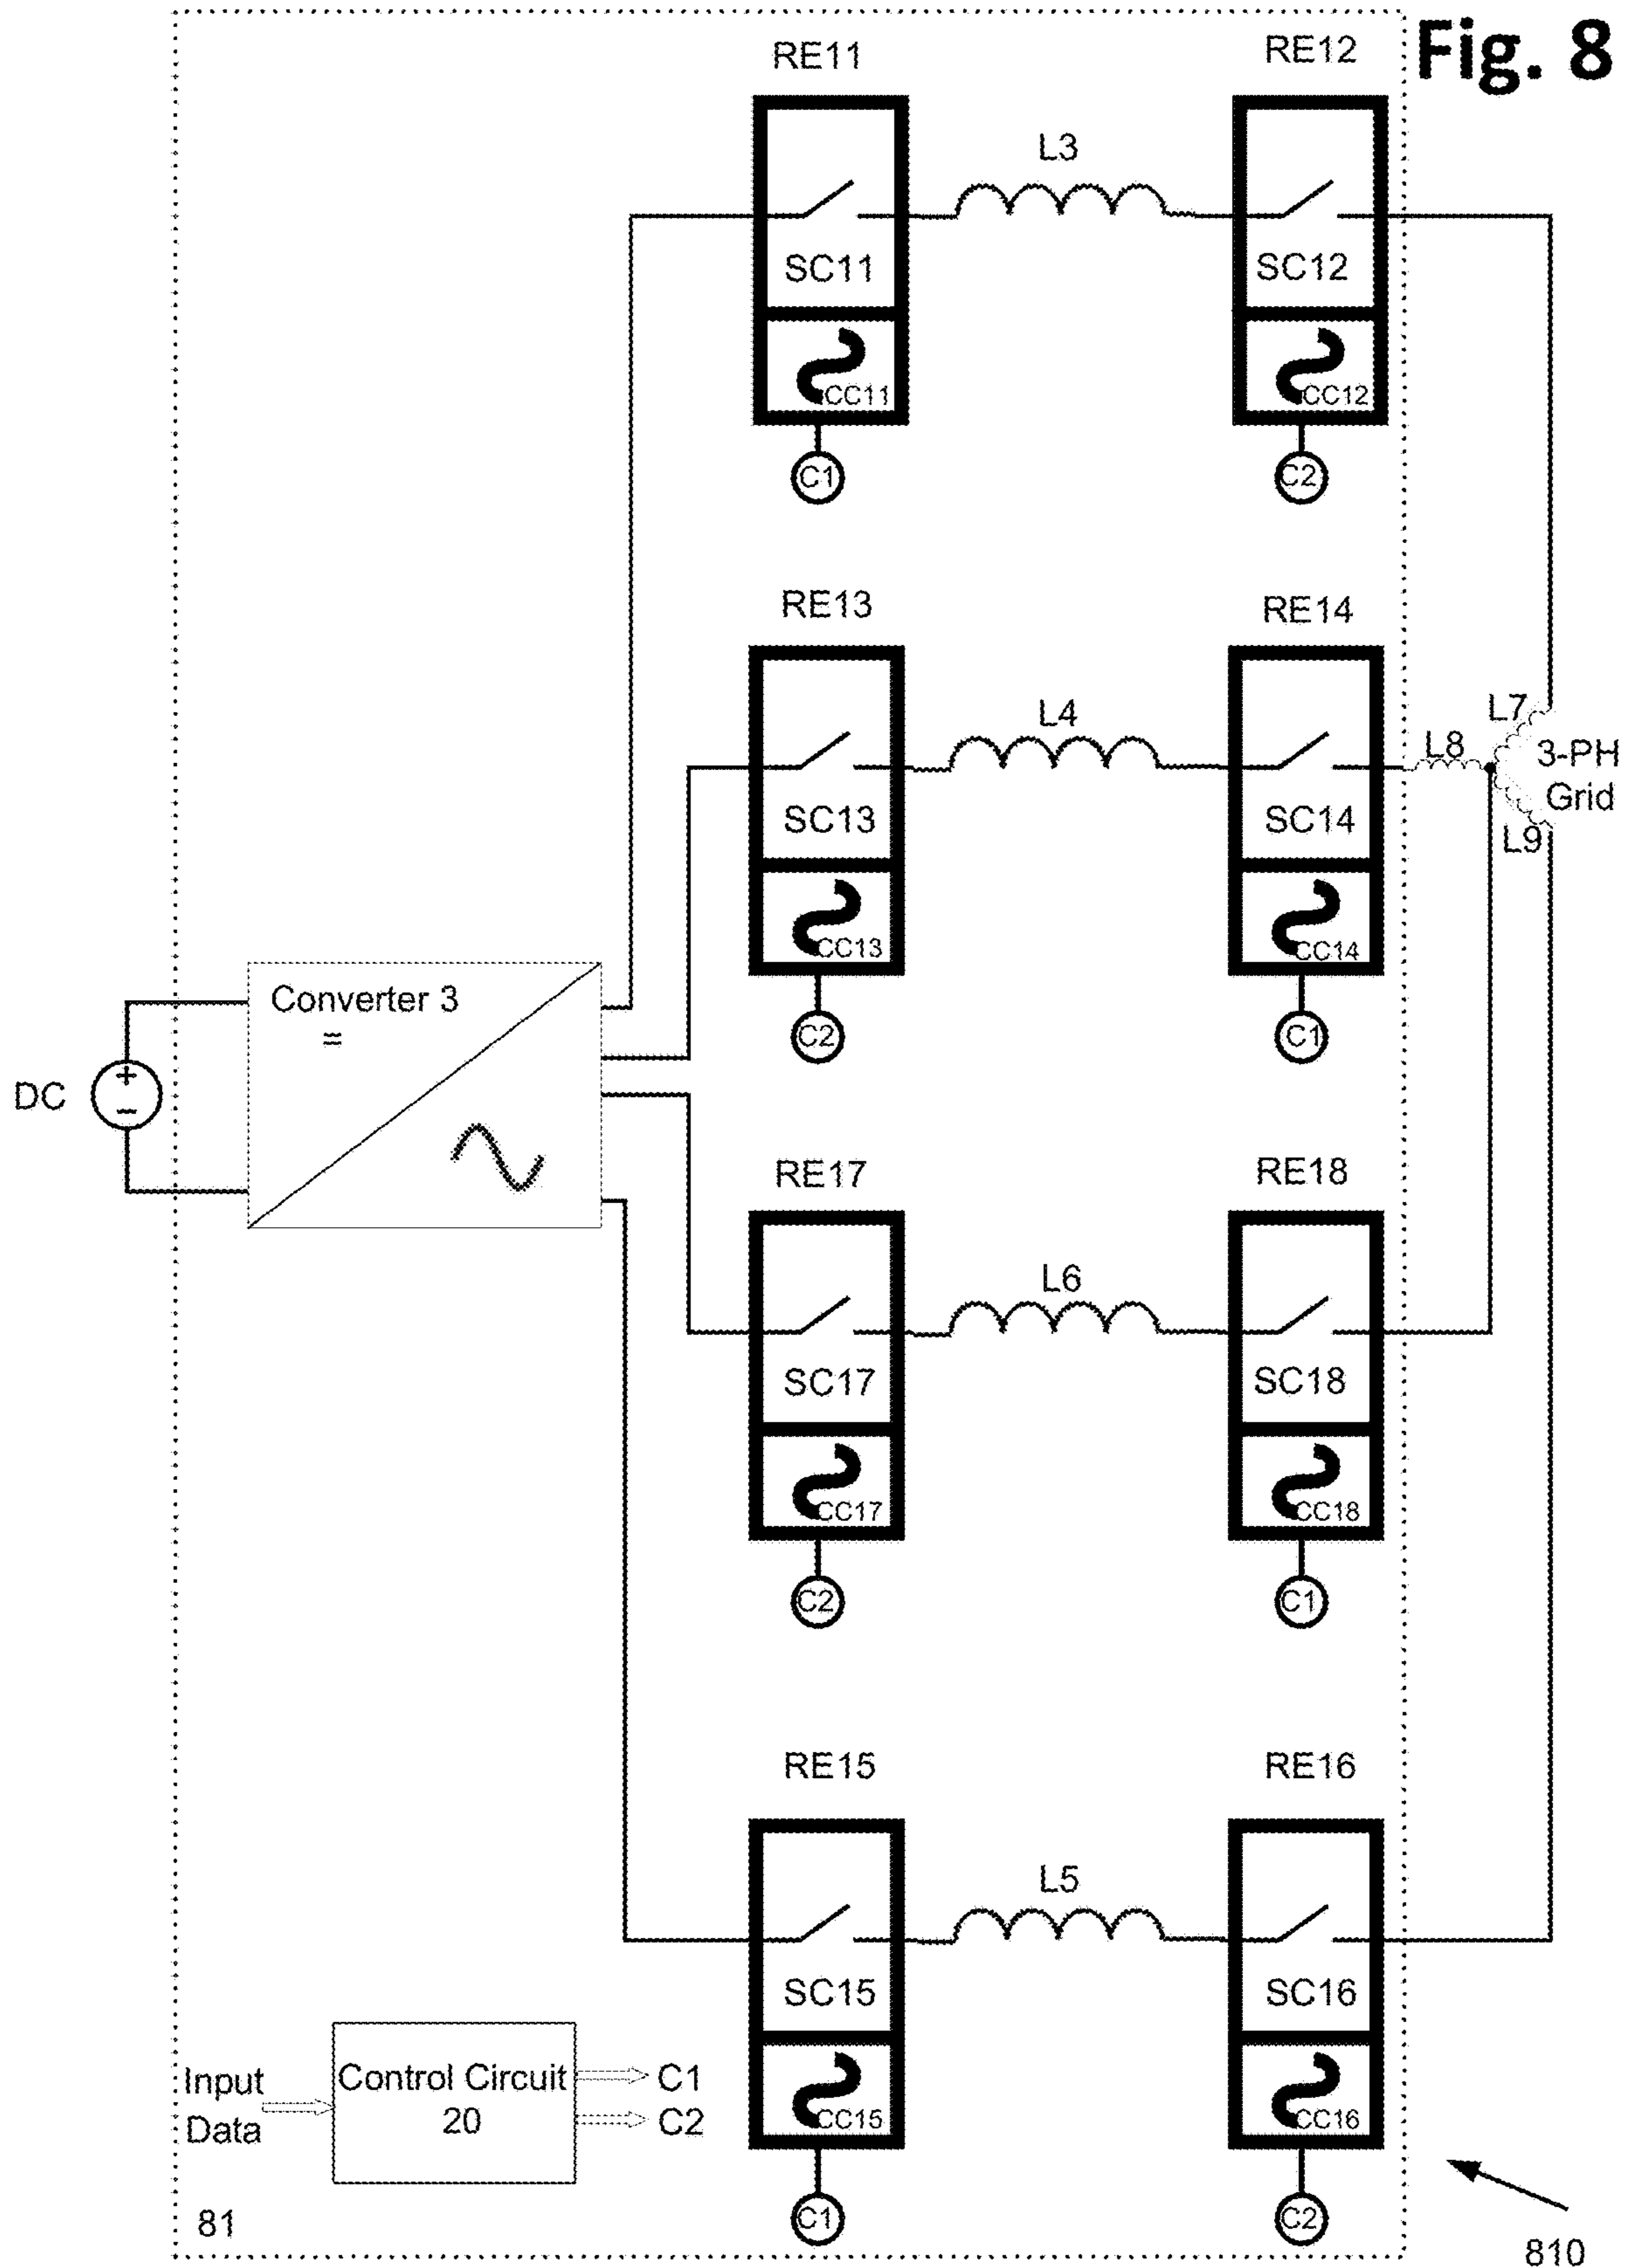 Fig. 8
RE11
RE12
L3
SC11
SC12
CC11
CC12
C1
C2
RE13
RE14
L4
L7
L8
3-PH
Grid
L9
SC13
SC14
CC13
CC14
C2
C1
Converter 3
=
DC
+
−
RE17
RE18
L6
SC17
SC18
CC17
CC18
C2
C1
RE15
RE16
L5
SC15
SC16
CC15
CC16
C1
C2
Input
Data
Control Circuit
20
C1
C2
81
810